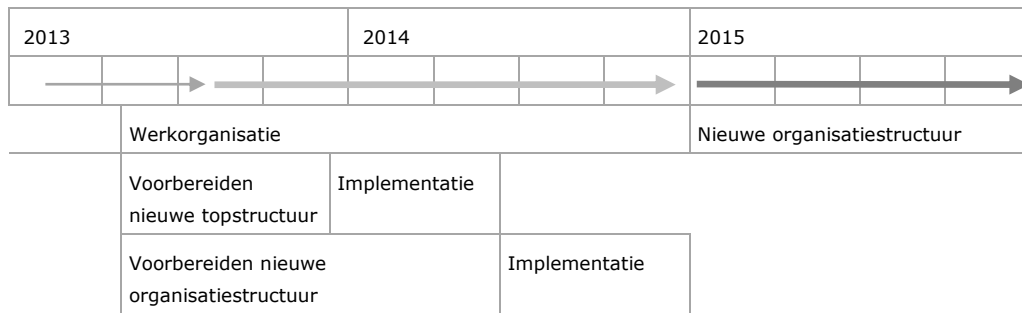 2013
2014
2015
Werkorganisatie
Nieuwe organisatiestructuur
Voorbereiden
nieuwe topstructuur
Implementatie
Voorbereiden nieuwe
organisatiestructuur
Implementatie